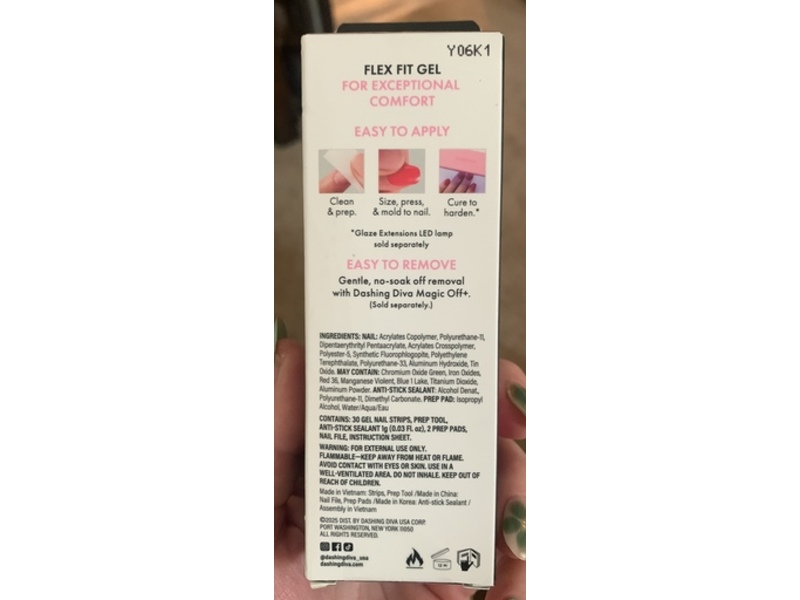 Y06K1
FLEX FIT GEL
FOR EXCEPTIONAL
COMFORT
EASY TO APPLY
Clean
& prep.
Size, press,
& mold to nail.
Cure to
harden.*
*Glaze Extensions LED lamp
sold separately
EASY TO REMOVE
Gentle, no-soak off removal
with Dashing Diva Magic Off+.
(Sold separately.)
INGREDIENTS: NAIL: Acrylates Copolymer, Polyurethane-11,
Dipentaerythrityl Pentaacrylate, Acrylates Crosspolymer,
Polyester-5, Synthetic Fluorophlogopite, Polyethylene
Terephthalate, Polyurethane-33, Aluminum Hydroxide, Tin
Oxide. MAY CONTAIN: Chromium Oxide Green, Iron Oxides,
Red 36, Manganese Violent, Blue 1 Lake, Titanium Dioxide,
Aluminum Powder. ANTI-STICK SEALANT: Alcohol Denat.,
Polyurethane-11, Dimethyl Carbonate. PREP PAD: Isopropyl
Alcohol, Water/Aqua/Eau
CONTAINS: 30 GEL NAIL STRIPS, PREP TOOL,
ANTI-STICK SEALANT 1g (0.03 FL oz), 2 PREP PADS,
NAIL FILE, INSTRUCTION SHEET.
WARNING: FOR EXTERNAL USE ONLY.
FLAMMABLE—KEEP AWAY FROM HEAT OR FLAME.
AVOID CONTACT WITH EYES OR SKIN. USE IN A
WELL-VENTILATED AREA. DO NOT INHALE. KEEP OUT OF
REACH OF CHILDREN.
Made in Vietnam: Strips, Prep Tool /Made in China:
Nail File, Prep Pads /Made in Korea: Anti-stick Sealant /
Assembly in Vietnam
©2025 DIST. BY DASHING DIVA USA CORP.
PORT WASHINGTON, NEW YORK 11050
ALL RIGHTS RESERVED.
@dashingdiva_usa
dashingdiva.com